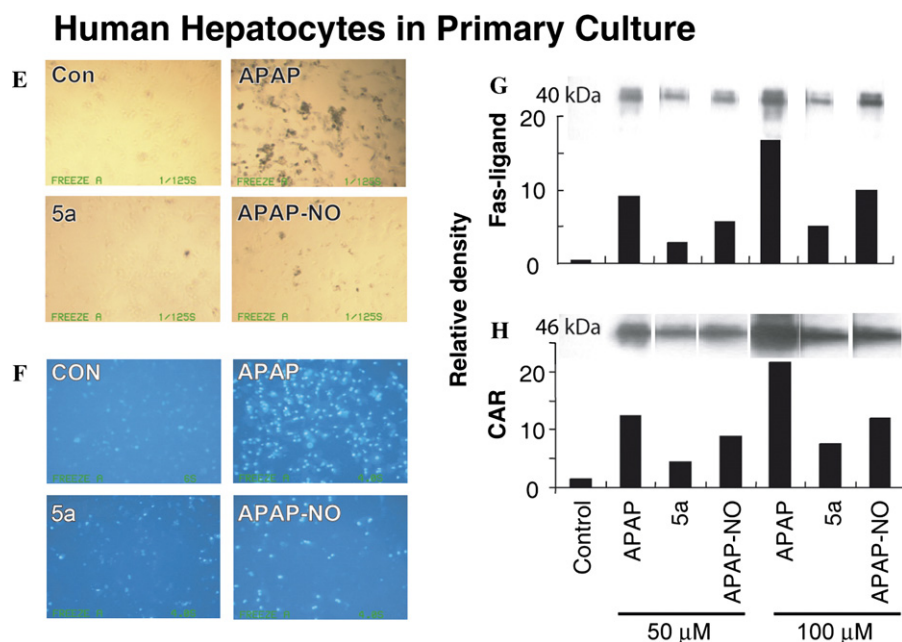 Human Hepatocytes in Primary Culture
E
Con
APAP
FREEZE A 1/125S
FREEZE A 1/125S
5a
APAP-NO
FREEZE A 1/125S
FREEZE A 1/125S
F
CON
APAP
5a
APAP-NO
Relative density
G
40 kDa
Fas-ligand
20
10
0
H
46 kDa
CAR
20
10
0
Control
APAP
5a
APAP-NO
APAP
5a
APAP-NO
50 µM
100 µM